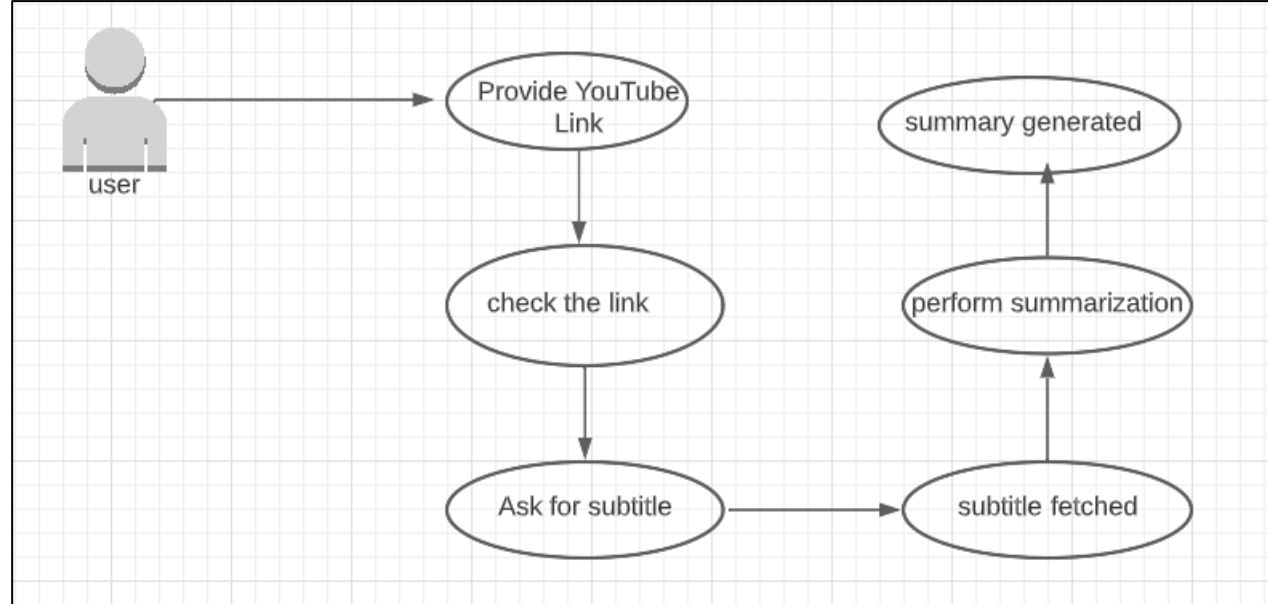 user
Provide YouTube
Link
check the link
Ask for subtitle
subtitle fetched
perform summarization
summary generated